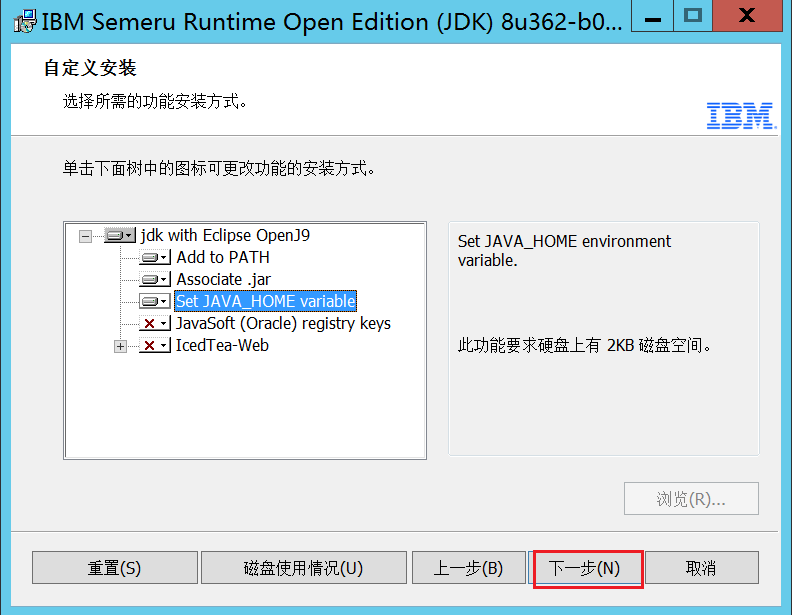 IBM Semeru Runtime Open Edition (JDK) 8u362-b0...
自定义安装
选择所需的功能安装方式。
IBM
单击下面树中的图标可更改功能的安装方式。
jdk with Eclipse OpenJ9
Add to PATH
Associate .jar
Set JAVA_HOME variable
JavaSoft (Oracle) registry keys
IcedTea-Web
Set JAVA_HOME environment
variable.
此功能要求硬盘上有 2KB 磁盘空间。
浏览(R)...
重置(S)
磁盘使用情况(U)
上一步(B)
下一步(N)
取消